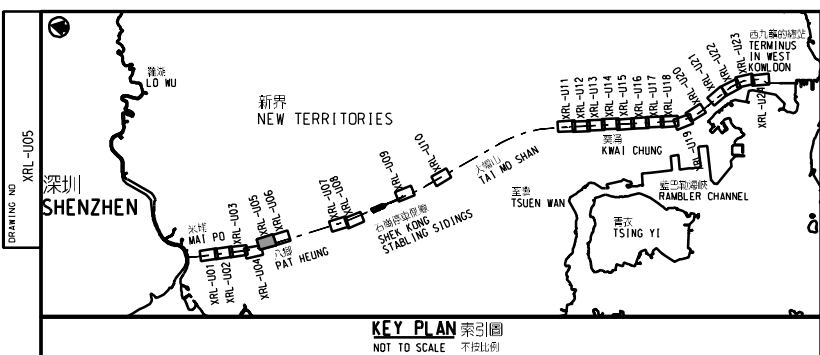 DRAWING NO XRL-U05
羅湖
LO WU
新界
NEW TERRITORIES
深圳
SHENZHEN
米埔
MAI PO
XRL-U01
XRL-U02
XRL-U03
XRL-U04
XRL-U05
XRL-U06
八鄉
PAT HEUNG
XRL-U07
XRL-U08
石崗停車側線
SHEK KONG
STABLING SIDINGS
XRL-U09
XRL-U10
大帽山
TAI MO SHAN
XRL-U11
XRL-U12
XRL-U13
XRL-U14
XRL-U15
XRL-U16
XRL-U17
XRL-U18
葵涌
KWAI CHUNG
XRL-U19
XRL-U20
XRL-U21
XRL-U22
XRL-U23
XRL-U24
西九龍的總站
TERMINUS
IN WEST
KOWLOON
荃灣
TSUEN WAN
藍巴勒海峽
RAMBLER CHANNEL
青衣
TSING YI
KEY PLAN 索引圖
NOT TO SCALE 不按比例